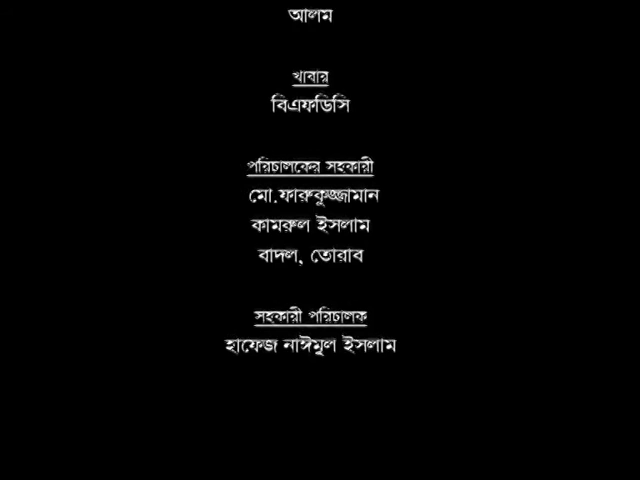 আলম
খাবার
বিএফডিসি
পরিচালকের সহকারী
মো.ফারুকুজ্জামান
কামরুল ইসলাম
বাদল, তোরাব
সহকারী পরিচালক
হাফেজ নাঈমুল ইসলাম